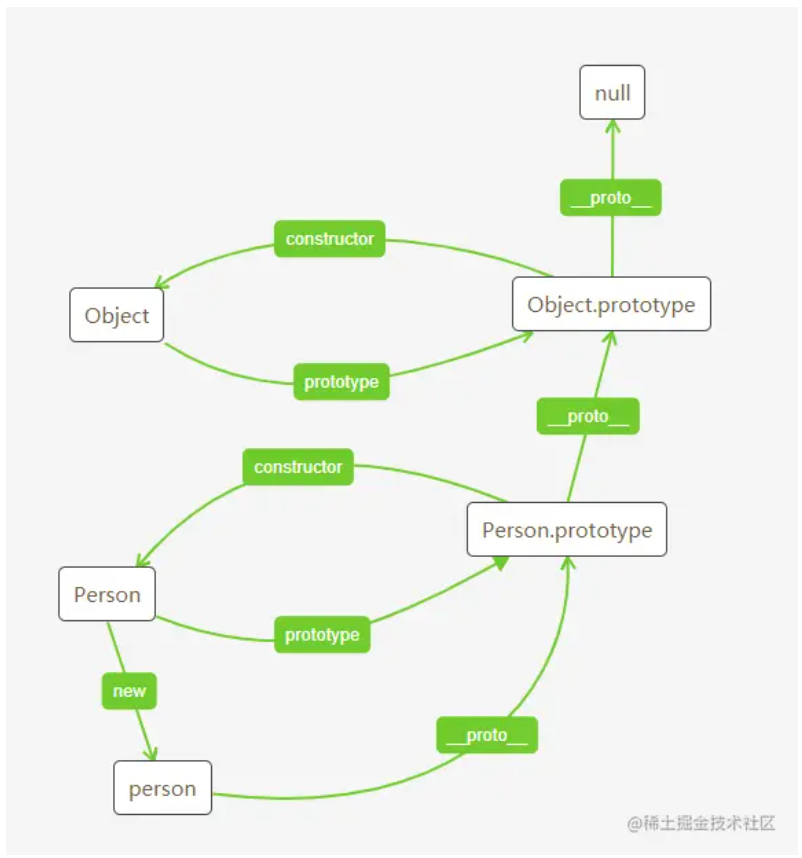 null
__proto__
constructor
Object
Object.prototype
prototype
__proto__
constructor
Person.prototype
Person
prototype
new
__proto__
person
@稀土掘金技术社区